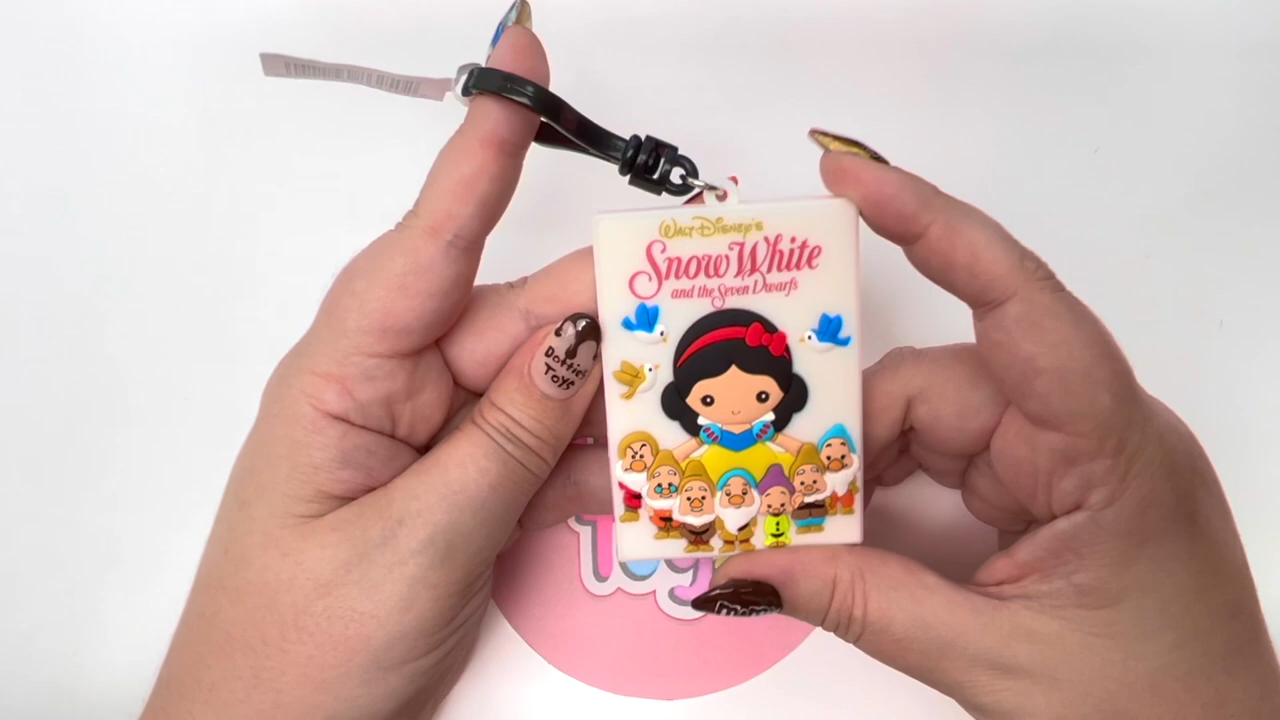 WALT DISNEY'S
Snow White
and the Seven Dwarfs
Dottie's
Toys